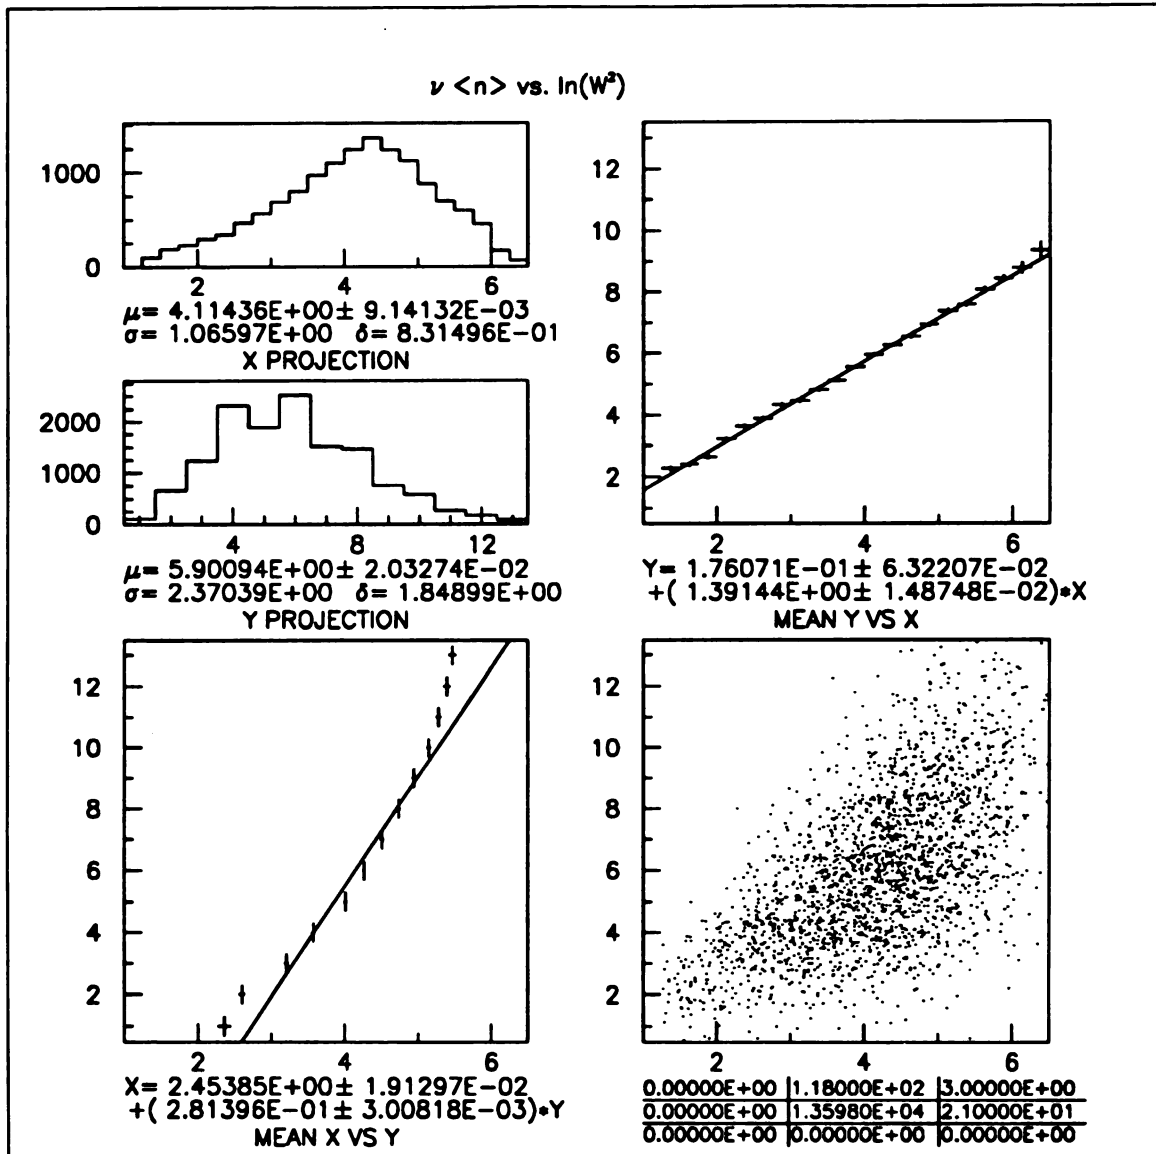 ν <n> vs. ln(W²)
1000
0
2 4 6
μ= 4.11436E+00± 9.14132E−03
σ= 1.06597E+00 δ= 8.31496E−01
X PROJECTION
2000
1000
0
4 8 12
μ= 5.90094E+00± 2.03274E−02
σ= 2.37039E+00 δ= 1.84899E+00
Y PROJECTION
12
10
8
6
4
2
2 4 6
Y= 1.76071E−01± 6.32207E−02
+( 1.39144E+00± 1.48748E−02)*X
MEAN Y VS X
12
10
8
6
4
2
2 4 6
X= 2.45385E+00± 1.91297E−02
+( 2.81396E−01± 3.00818E−03)*Y
MEAN X VS Y
12
10
8
6
4
2
2 4 6
0.00000E+00 1.18000E+02 3.00000E+00
0.00000E+00 1.35980E+04 2.10000E+01
0.00000E+00 0.00000E+00 0.00000E+00